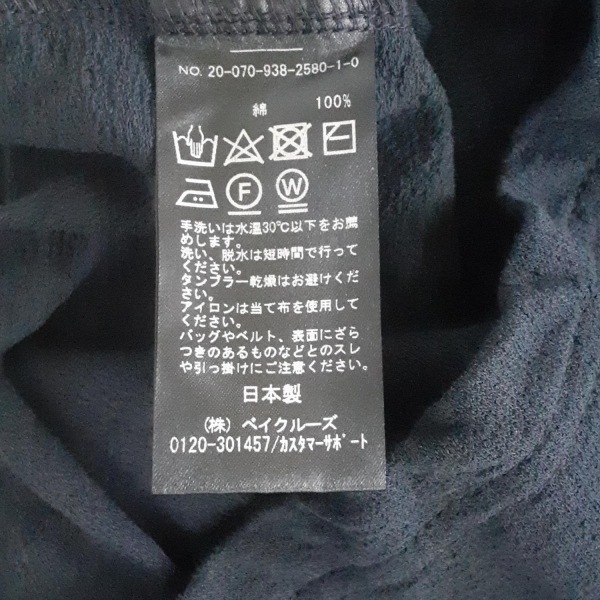 NO. 20-070-938-2580-1-0
綿 100%
F W
手洗いは水温30℃以下をお薦
めします。
洗い、脱水は短時間で行って
ください。
タンブラー乾燥はお避けくださ
い。
アイロンは当て布を使用して
ください。
バッグやベルト、表面にざら
つきのあるものなどとのスレ
や引っ掛けにご注意ください。
日本製
(株) ベイクルーズ
0120-301457/カスタマーサポート